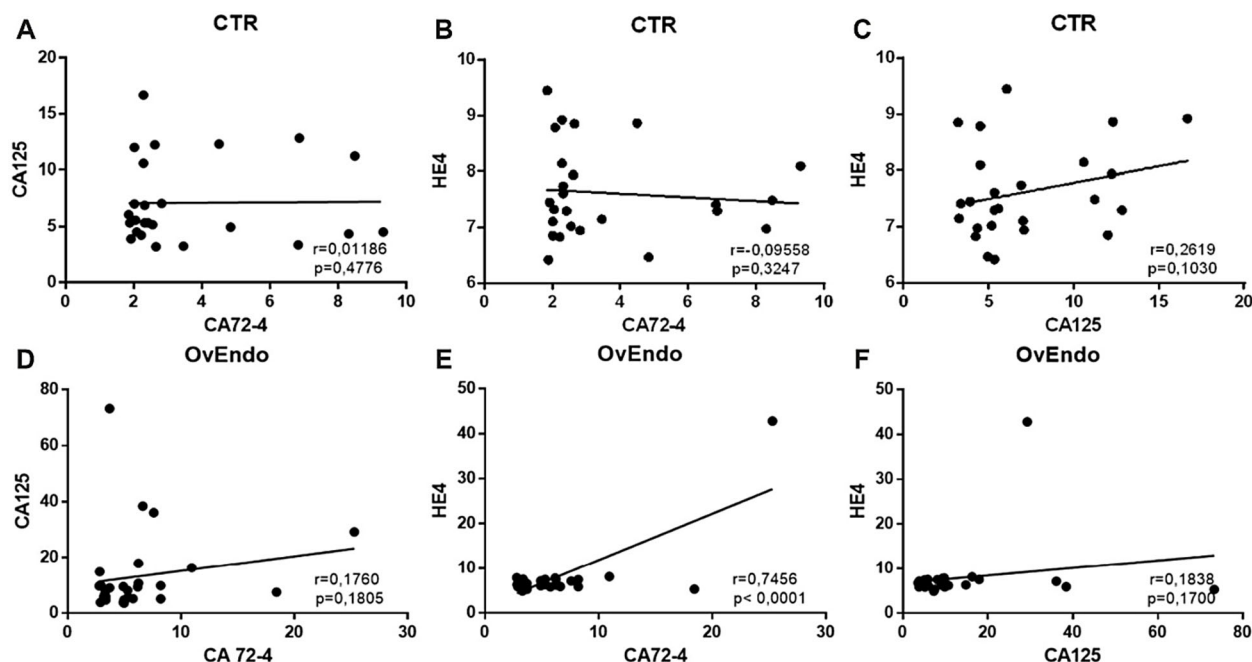 A
CTR
CA125
20
15
10
5
0
0
2
4
6
8
10
r=0,01186
p=0,4776
CA72-4
B
CTR
HE4
10
9
8
7
6
0
2
4
6
8
10
r=-0,09558
p=0,3247
CA72-4
C
CTR
HE4
10
9
8
7
6
0
5
10
15
20
r=0,2619
p=0,1030
CA125
D
OvEndo
CA125
80
60
40
20
0
0
10
20
30
r=0,1760
p=0,1805
CA 72-4
E
OvEndo
HE4
50
40
30
20
10
0
0
10
20
30
r=0,7456
p< 0,0001
CA72-4
F
OvEndo
HE4
50
40
30
20
10
0
0
20
40
60
80
r=0,1838
p=0,1700
CA125